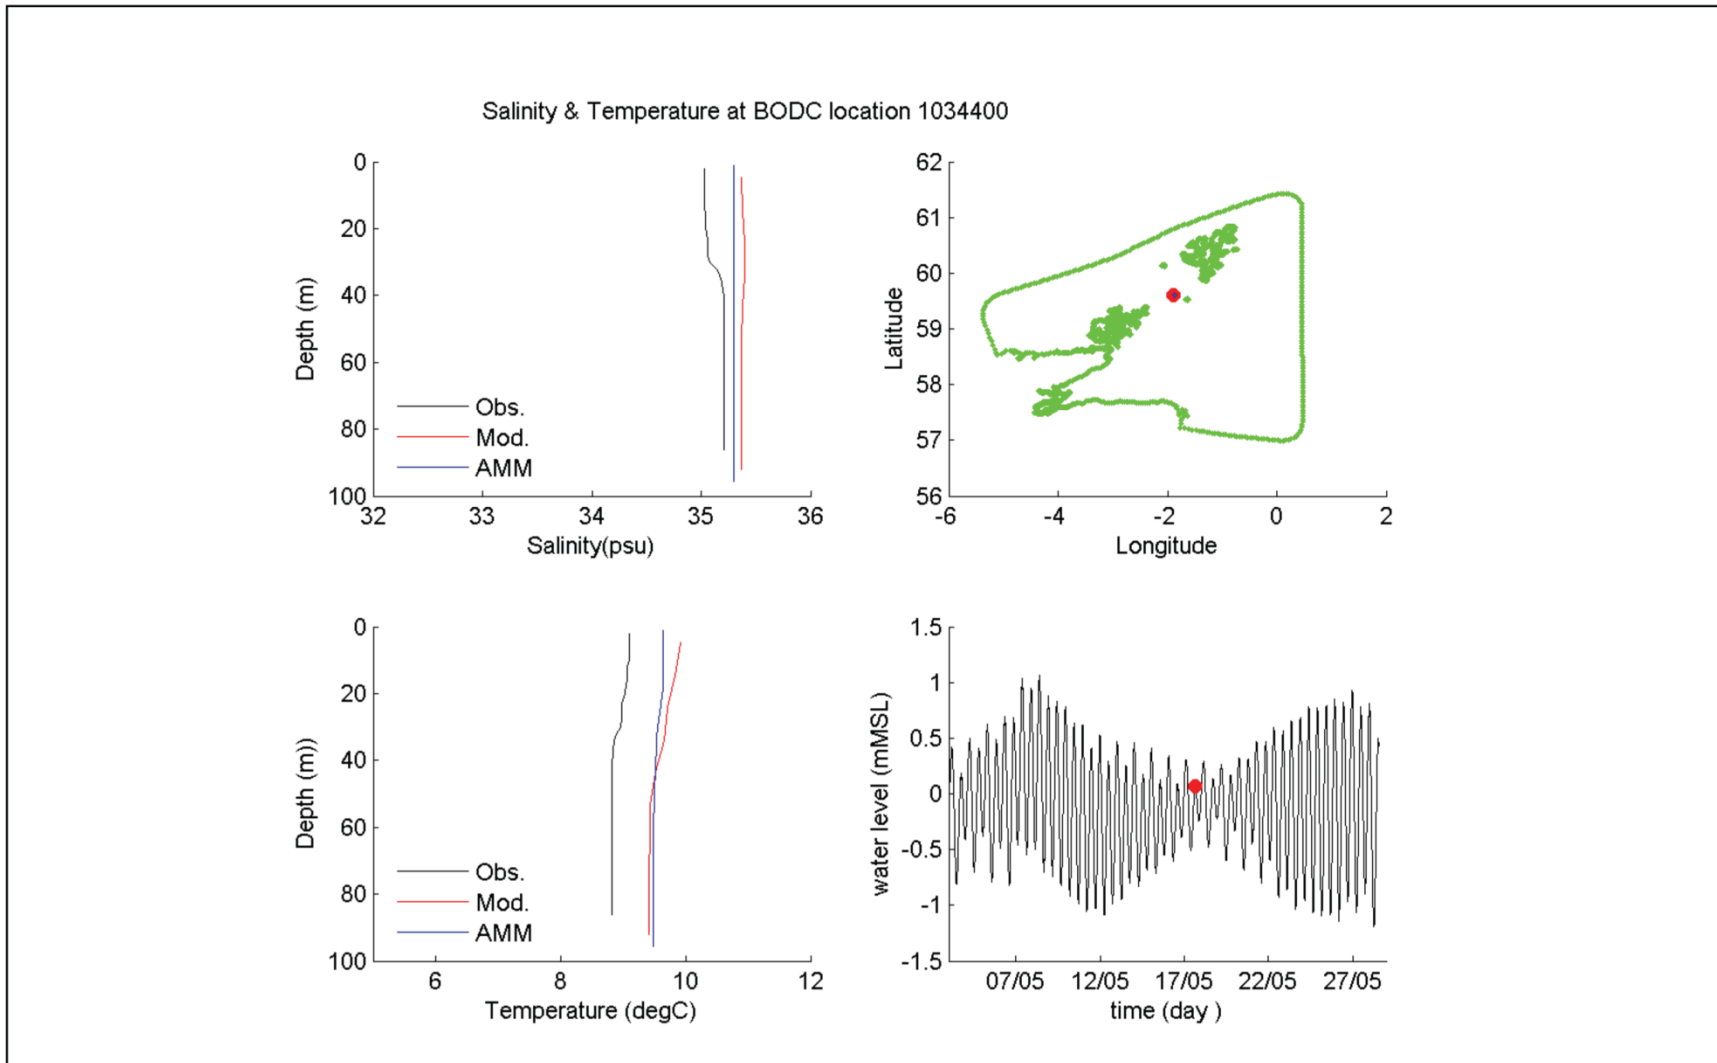 Salinity & Temperature at BODC location 1034400
0
20
40
60
80
100
Depth (m)
Obs.
Mod.
AMM
32 33 34 35 36
Salinity(psu)
62
61
60
59
58
57
56
Latitude
-6 -4 -2 0 2
Longitude
0
20
40
60
80
100
Depth (m))
Obs.
Mod.
AMM
6 8 10 12
Temperature (degC)
1.5
1
0.5
0
-0.5
-1
-1.5
water level (mMSL)
07/05 12/05 17/05 22/05 27/05
time (day )